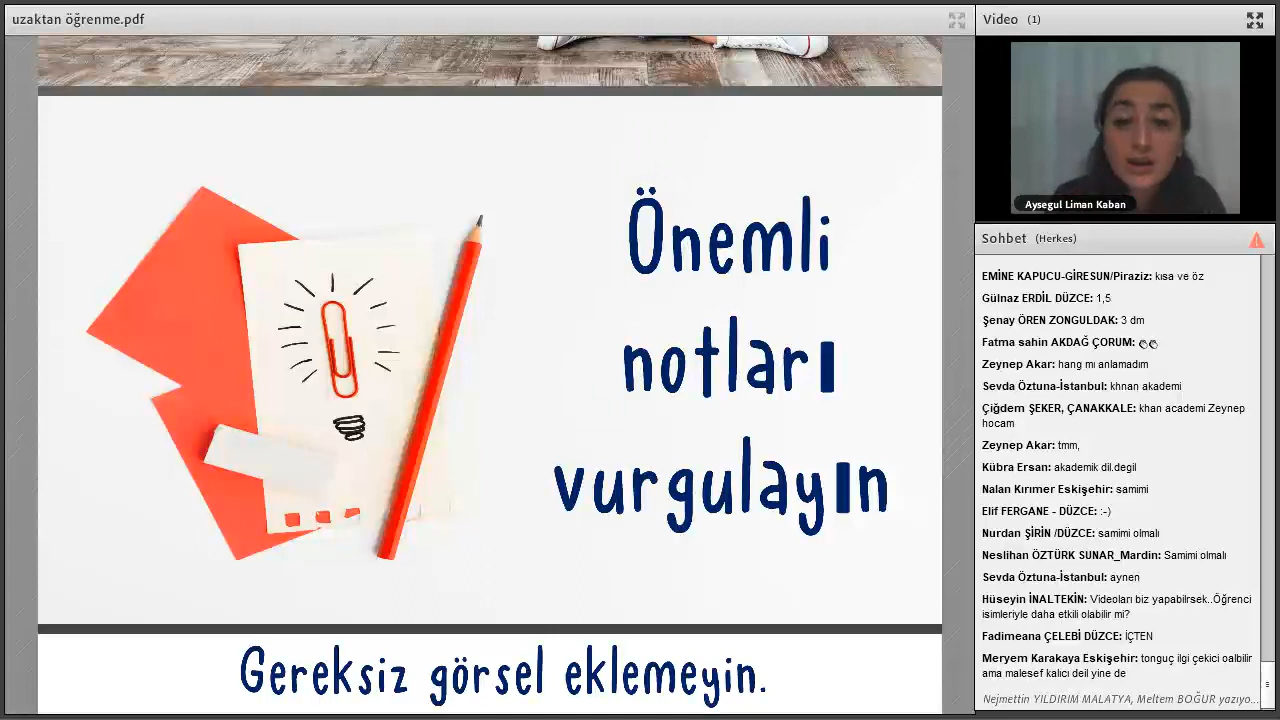 uzaktan öğrenme.pdf
Önemli
notları
vurgulayın
Gereksiz görsel eklemeyin.
Video (1)
Aysegul Liman Kaban
Sohbet (Herkes)
EMİNE KAPUCU-GİRESUN/Piraziz: kısa ve öz
Gülnaz ERDİL DÜZCE: 1,5
Şenay ÖREN ZONGULDAK: 3 dm
Fatma sahin AKDAĞ ÇORUM:
Zeynep Akar: hang mı anlamadım
Sevda Öztuna-İstanbul: khnan akademi
Çiğdem ŞEKER, ÇANAKKALE: khan academi Zeynep
hocam
Zeynep Akar: tmm,
Kübra Ersan: akademik dil.degil
Nalan Kırımer Eskişehir: samimi
Elif FERGANE - DÜZCE: :-)
Nurdan ŞİRİN /DÜZCE: samimi olmalı
Neslihan ÖZTÜRK SUNAR_Mardin: Samimi olmalı
Sevda Öztuna-İstanbul: aynen
Hüseyin İNALTEKİN: Videoları biz yapabilrsek..Öğrenci
isimleriyle daha etkili olabilir mi?
Fadimeana ÇELEBİ DÜZCE: İÇTEN
Meryem Karakaya Eskişehir: tonguç ilgi çekici oalbilir
ama malesef kalıcı deil yine de
Nejmettin YILDIRIM MALATYA, Meltem BOĞUR yazıyo...